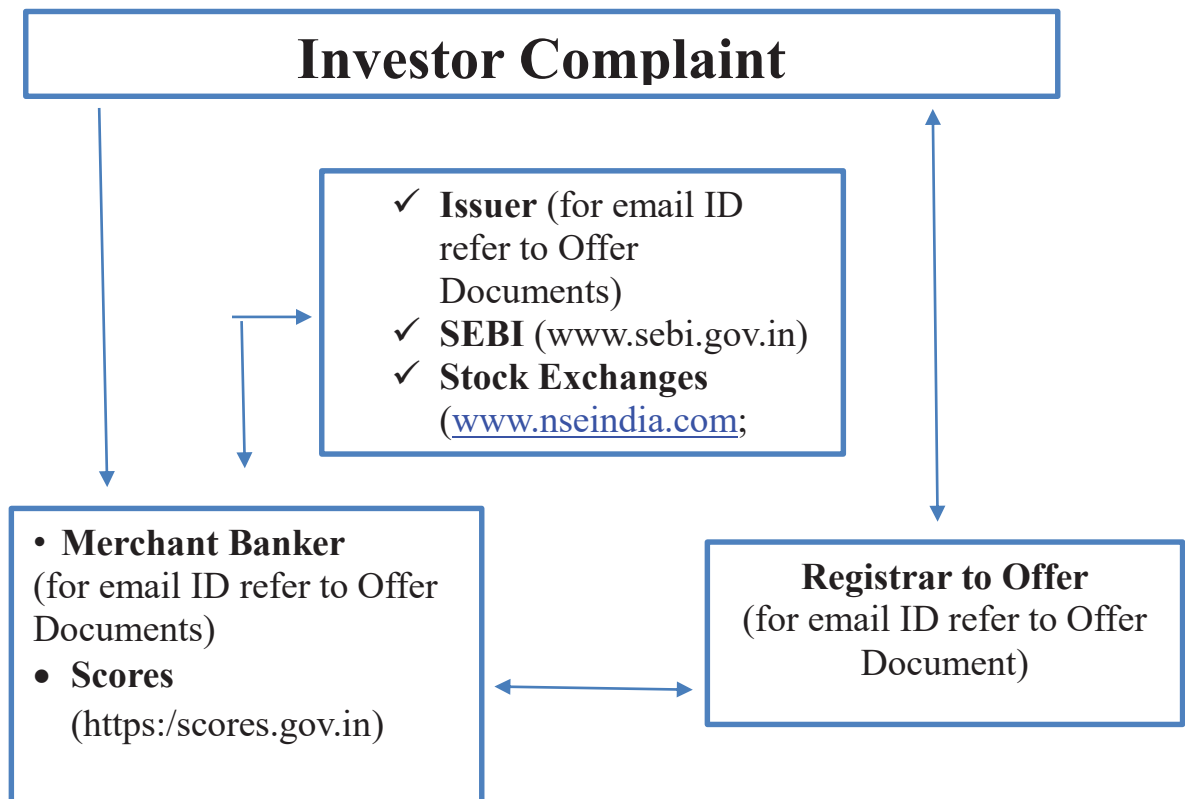 Investor Complaint
✓ Issuer (for email ID
refer to Offer
Documents)
✓ SEBI (www.sebi.gov.in)
✓ Stock Exchanges
(www.nseindia.com;
• Merchant Banker
(for email ID refer to Offer
Documents)
• Scores
(https:/scores.gov.in)
Registrar to Offer
(for email ID refer to Offer
Document)